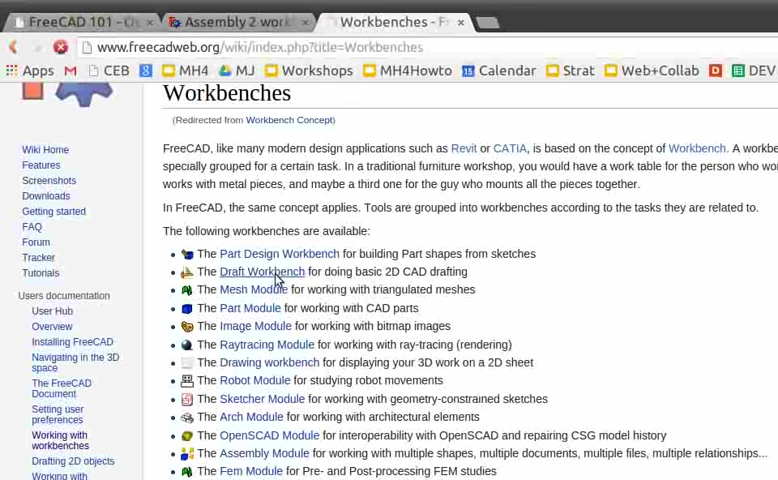 FreeCAD 101 - Cl
Assembly 2 work
Workbenches - F
www.freecadweb.org/wiki/index.php?title=Workbenches
Apps CEB MH4 MJ Workshops MH4Howto Calendar Strat Web+Collab DEV
Workbenches
(Redirected from Workbench Concept)
FreeCAD, like many modern design applications such as Revit or CATIA, is based on the concept of Workbench. A workbe
specially grouped for a certain task. In a traditional furniture workshop, you would have a work table for the person who wo
works with metal pieces, and maybe a third one for the guy who mounts all the pieces together.
In FreeCAD, the same concept applies. Tools are grouped into workbenches according to the tasks they are related to.
The following workbenches are available:
The Part Design Workbench for building Part shapes from sketches
The Draft Workbench for doing basic 2D CAD drafting
The Mesh Module for working with triangulated meshes
The Part Module for working with CAD parts
The Image Module for working with bitmap images
The Raytracing Module for working with ray-tracing (rendering)
The Drawing workbench for displaying your 3D work on a 2D sheet
The Robot Module for studying robot movements
The Sketcher Module for working with geometry-constrained sketches
The Arch Module for working with architectural elements
The OpenSCAD Module for interoperability with OpenSCAD and repairing CSG model history
The Assembly Module for working with multiple shapes, multiple documents, multiple files, multiple relationships...
The Fem Module for Pre- and Post-processing FEM studies
Wiki Home
Features
Screenshots
Downloads
Getting started
FAQ
Forum
Tracker
Tutorials
Users documentation
User Hub
Overview
Installing FreeCAD
Navigating in the 3D
space
The FreeCAD
Document
Setting user
preferences
Working with
workbenches
Drafting 2D objects
Working with